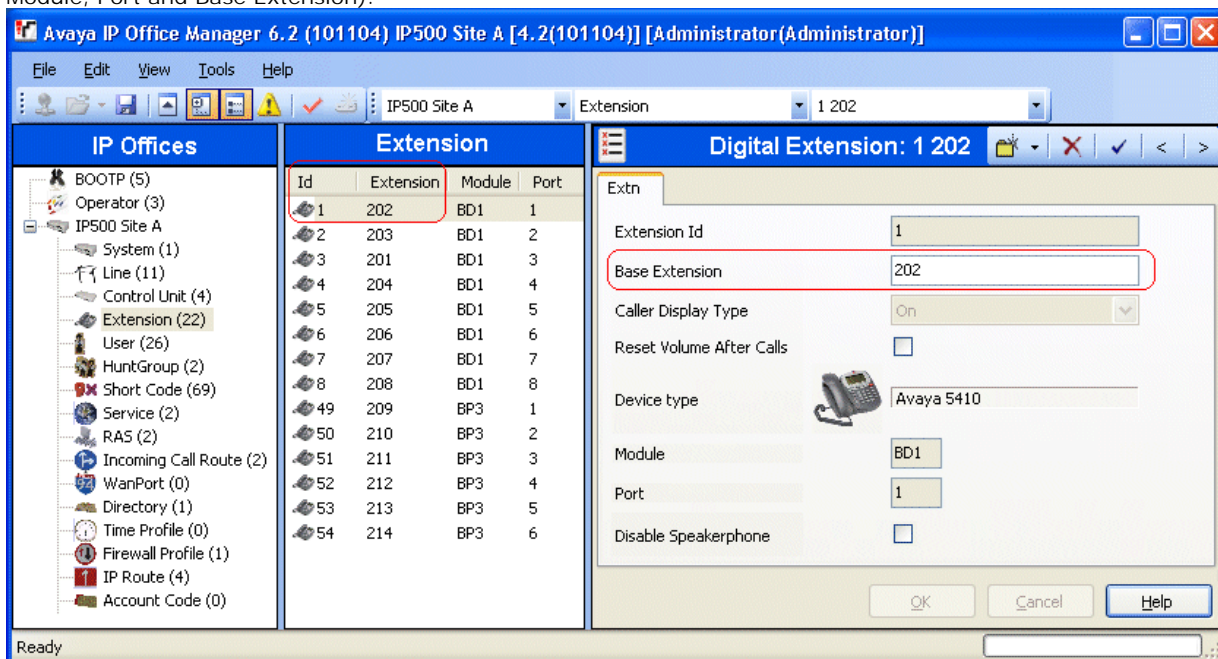 Module, Port and Base Extension).
Avaya IP Office Manager 6.2 (101104) IP500 Site A [4.2(101104)] [Administrator(Administrator)]
File Edit View Tools Help
IP500 Site A Extension 1 202
IP Offices
BOOTP (5)
Operator (3)
IP500 Site A
System (1)
Line (11)
Control Unit (4)
Extension (22)
User (26)
HuntGroup (2)
Short Code (69)
Service (2)
RAS (2)
Incoming Call Route (2)
WanPort (0)
Directory (1)
Time Profile (0)
Firewall Profile (1)
IP Route (4)
Account Code (0)
Extension
Id Extension Module Port
1 202 BD1 1
2 203 BD1 2
3 201 BD1 3
4 204 BD1 4
5 205 BD1 5
6 206 BD1 6
7 207 BD1 7
8 208 BD1 8
49 209 BP3 1
50 210 BP3 2
51 211 BP3 3
52 212 BP3 4
53 213 BP3 5
54 214 BP3 6
Digital Extension: 1 202
Extn
Extension Id 1
Base Extension 202
Caller Display Type On
Reset Volume After Calls
Device type Avaya 5410
Module BD1
Port 1
Disable Speakerphone
OK Cancel Help
Ready